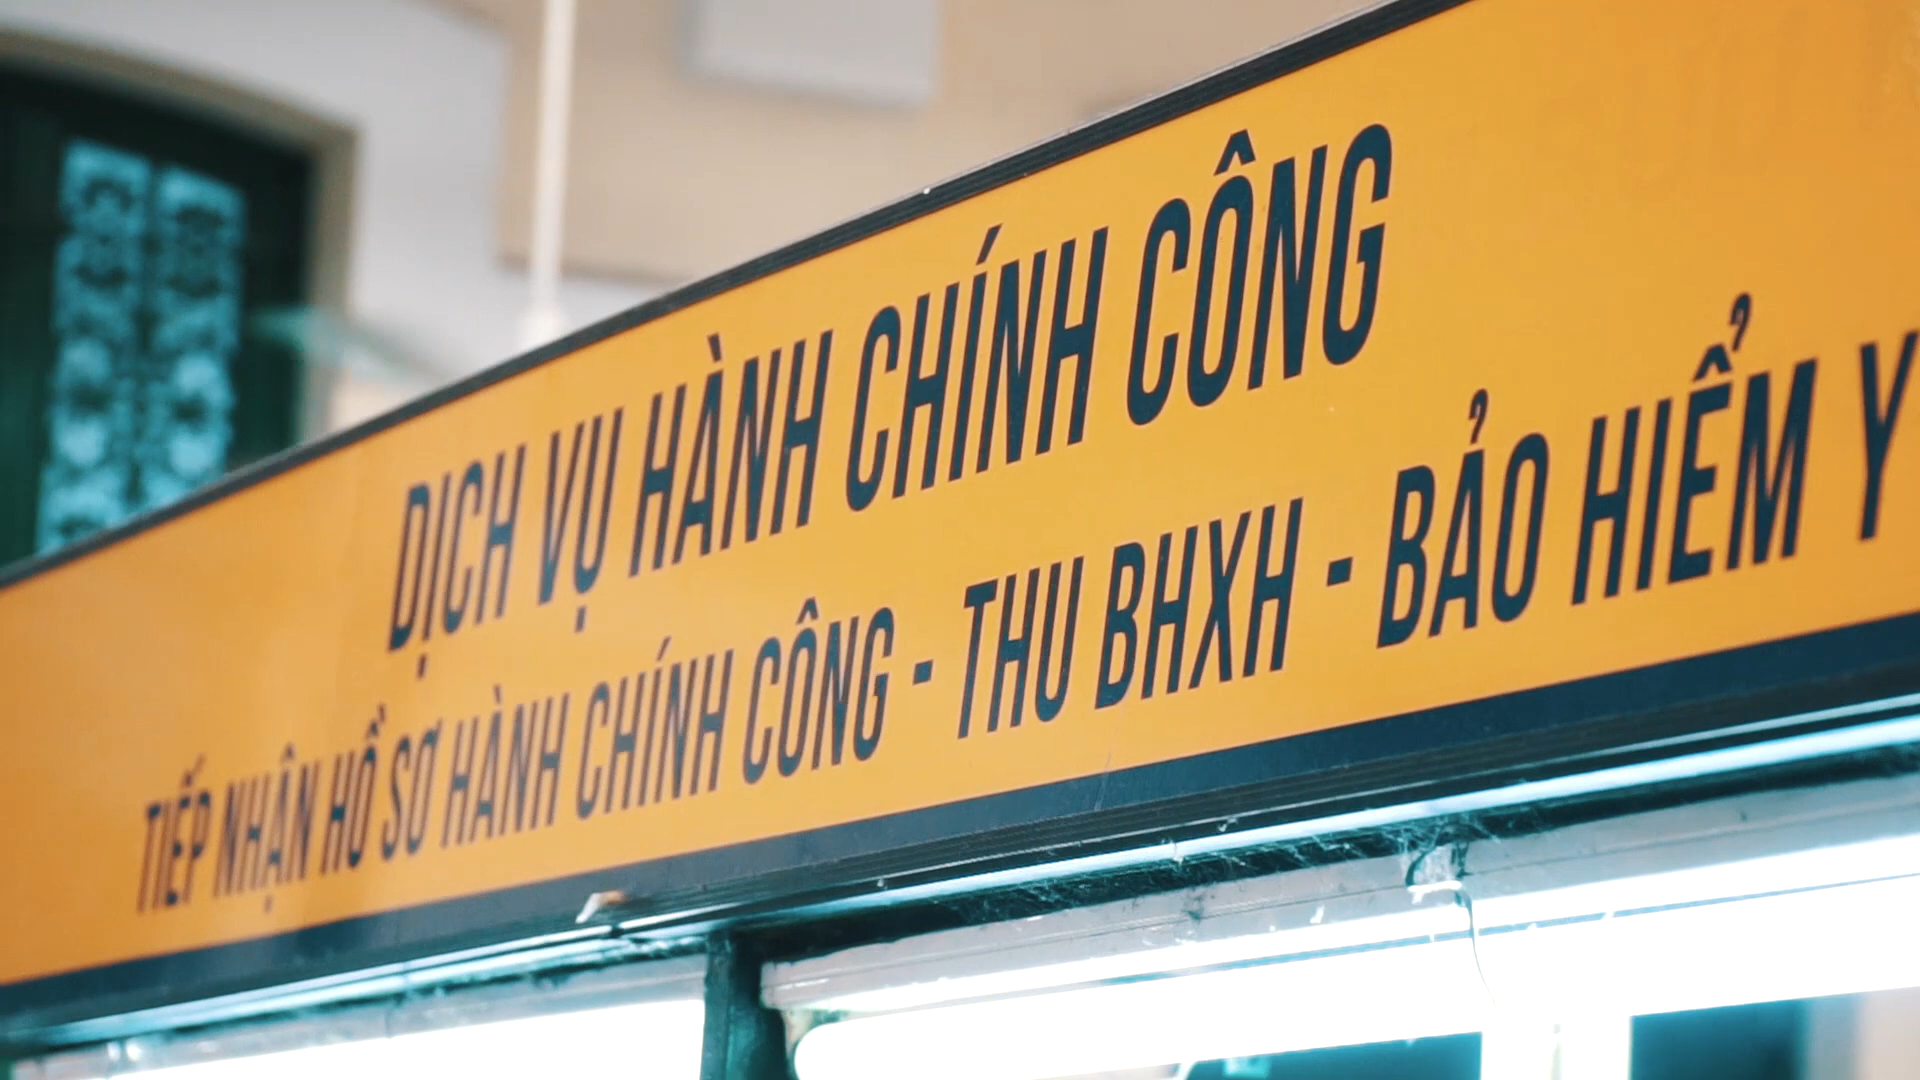 DỊCH VỤ HÀNH CHÍNH CÔNG
TIẾP NHẬN HỒ SƠ HÀNH CHÍNH CÔNG - THU BHXH - BẢO HIỂM Y